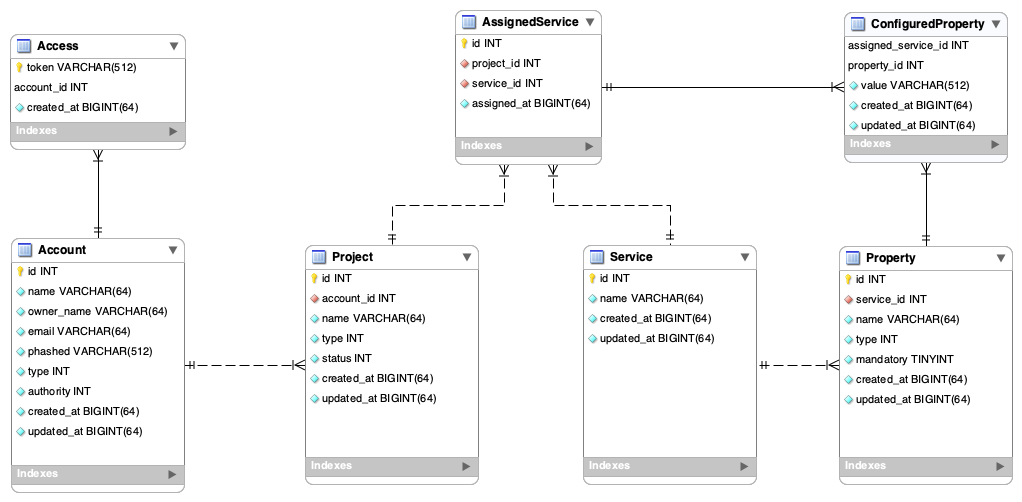 Access
token VARCHAR(512)
account_id INT
created_at BIGINT(64)
Indexes
AssignedService
id INT
project_id INT
service_id INT
assigned_at BIGINT(64)
Indexes
ConfiguredProperty
assigned_service_id INT
property_id INT
value VARCHAR(512)
created_at BIGINT(64)
updated_at BIGINT(64)
Indexes
Account
id INT
name VARCHAR(64)
owner_name VARCHAR(64)
email VARCHAR(64)
phashed VARCHAR(512)
type INT
authority INT
created_at BIGINT(64)
updated_at BIGINT(64)
Indexes
Project
id INT
account_id INT
name VARCHAR(64)
type INT
status INT
created_at BIGINT(64)
updated_at BIGINT(64)
Indexes
Service
id INT
name VARCHAR(64)
created_at BIGINT(64)
updated_at BIGINT(64)
Indexes
Property
id INT
service_id INT
name VARCHAR(64)
type INT
mandatory TINYINT
created_at BIGINT(64)
updated_at BIGINT(64)
Indexes